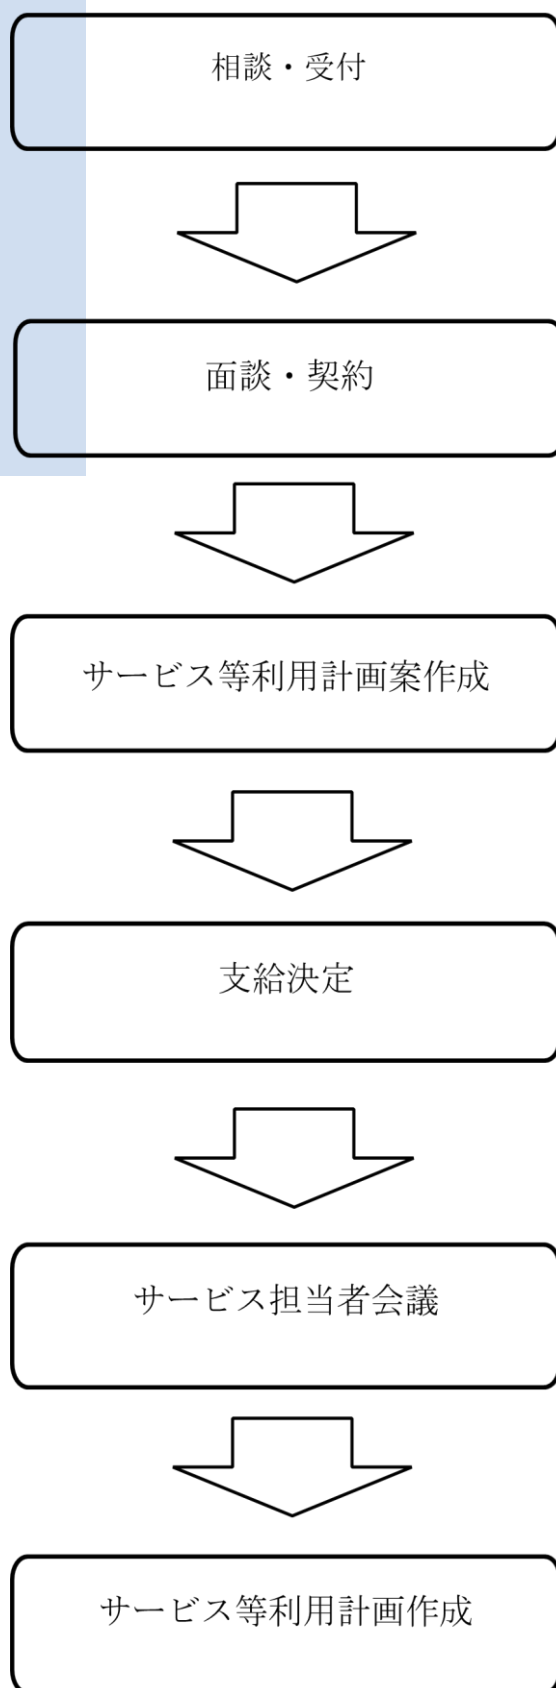 相談・受付
面談・契約
サービス等利用計画案作成
支給決定
サービス担当者会議
サービス等利用計画作成